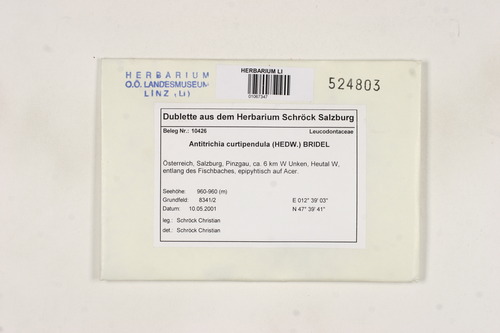 HERBARIUM
O.Ö. LANDESMUSEUM
LINZ (LI)
HERBARIUM LI
01067347
524803
Dublette aus dem Herbarium Schröck Salzburg
Beleg Nr.: 10426 Leucodontaceae
Antitrichia curtipendula (HEDW.) BRIDEL
Österreich, Salzburg, Pinzgau, ca. 6 km W Unken, Heutal W,
entlang des Fischbaches, epiphytisch auf Acer.
Seehöhe: 960-960 (m)
Grundfeld: 8341/2 E 012° 39' 03"
Datum: 10.05.2001 N 47° 39' 41"
leg.: Schröck Christian
det.: Schröck Christian